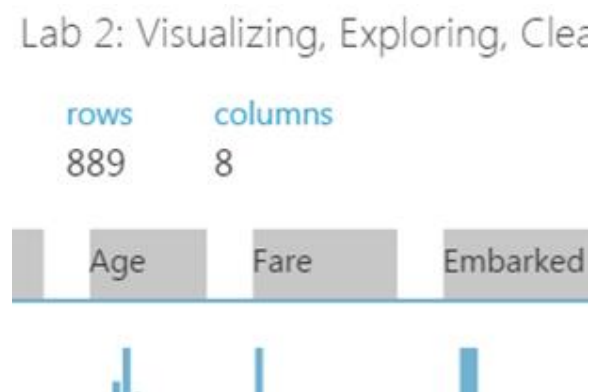 Lab 2: Visualizing, Exploring, Clea
rows columns
889 8
Age Fare Embarked